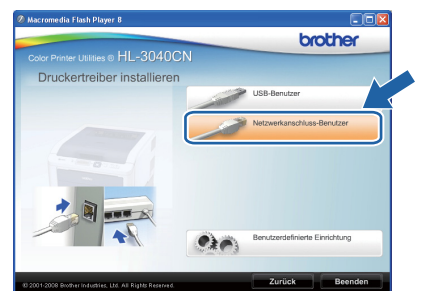 Macromedia Flash Player 8
brother
Color Printer Utilities ® HL-3040CN
Druckertreiber installieren
USB-Benutzer
Netzwerkanschluss-Benutzer
Benutzerdefinierte Einrichtung
© 2001-2008 Brother Industries, Ltd. All Rights Reserved.
Zurück
Beenden